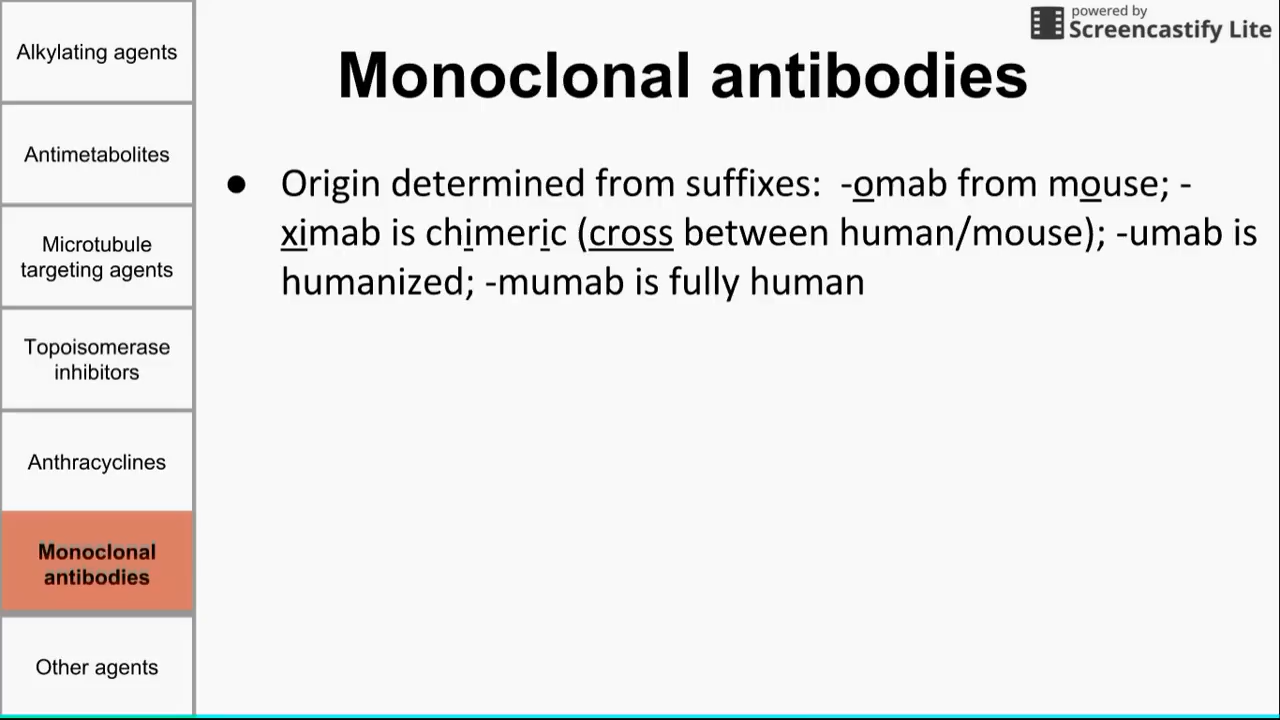 powered by
Screencastify Lite
Alkylating agents
Antimetabolites
Microtubule
targeting agents
Topoisomerase
inhibitors
Anthracyclines
Monoclonal
antibodies
Other agents
Monoclonal antibodies
● Origin determined from suffixes: -omab from mouse; -
ximab is chimeric (cross between human/mouse); -umab is
humanized; -mumab is fully human